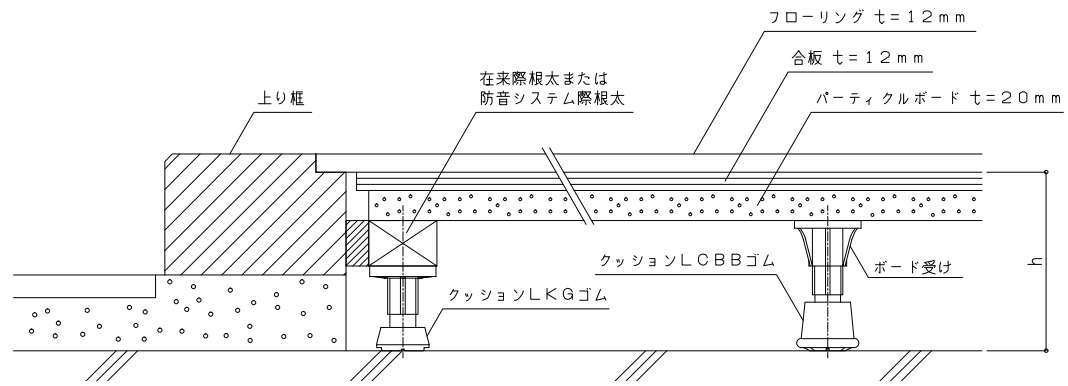 フローリング ｔ＝１２ｍｍ
合板 ｔ＝１２ｍｍ
在来際根太または
防音システム際根太
上り框
パーティクルボード ｔ＝２０ｍｍ
クッションＬＣＢＢゴム
ボード受け
ｈ
クッションＬＫＧゴム